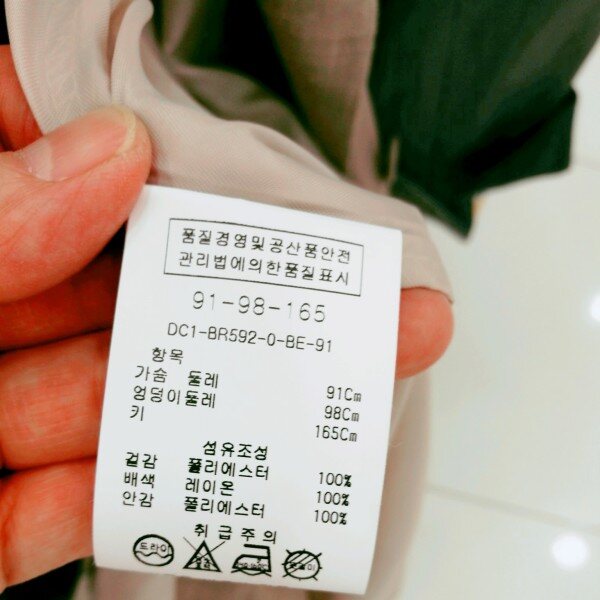 품질경영및공산품안전
관리법에의한품질표시
91-98-165
DC1-BR592-0-BE-91
항목
가슴 둘레 91Cm
엉덩이둘레 98Cm
키 165Cm
섬유조성
겉감 폴리에스터 100%
배색 레이온 100%
안감 폴리에스터 100%
취급주의
드라이